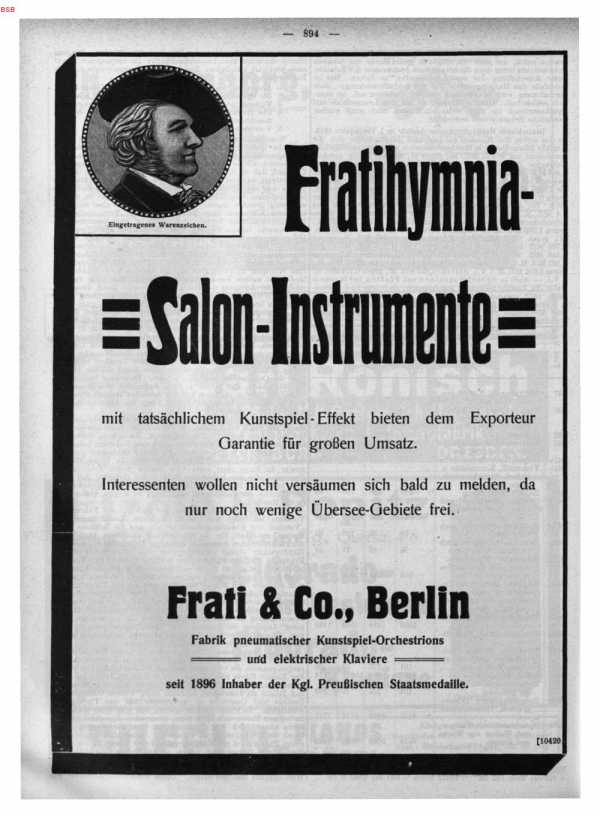 BSB
— 894 —
Eingetragenes Warenzeichen.
Fratihymnia-
Salon-Instrumente
mit tatsächlichem Kunstspiel-Effekt bieten dem Exporteur
Garantie für großen Umsatz.
Interessenten wollen nicht versäumen sich bald zu melden, da
nur noch wenige Übersee-Gebiete frei.
Frati & Co., Berlin
Fabrik pneumatischer Kunstspiel-Orchestrions
und elektrischer Klaviere
seit 1896 Inhaber der Kgl. Preußischen Staatsmedaille.
[10420